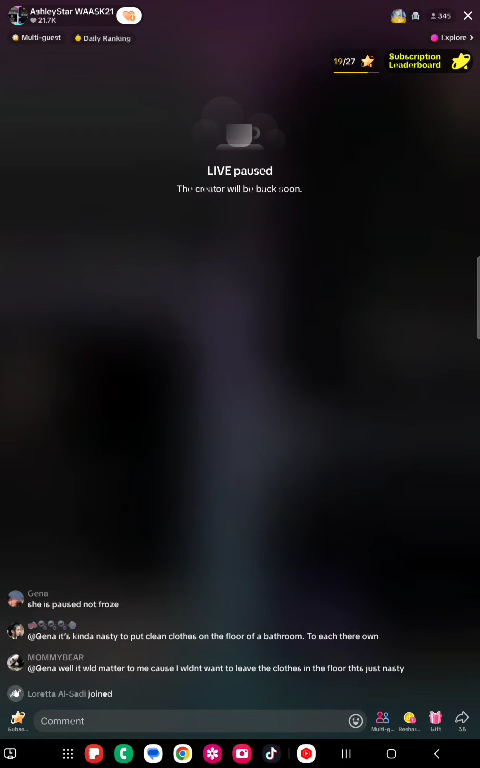 AshleyStar WAASK21
21.7K
345
Multi-guest
Daily Ranking
Explore
19/27
Subscription
Leaderboard
LIVE paused
The creator will be back soon.
Gena
she is paused not froze
@Gena it's kinda nasty to put clean clothes on the floor of a bathroom. To each there own
MOMMYBEAR
@Gena well it wld matter to me cause I wldnt want to leave the clothes in the floor thts just nasty
Loretta Al-Sadi joined
Subsc...
Comment
Multi-g...
Rechar...
Gift